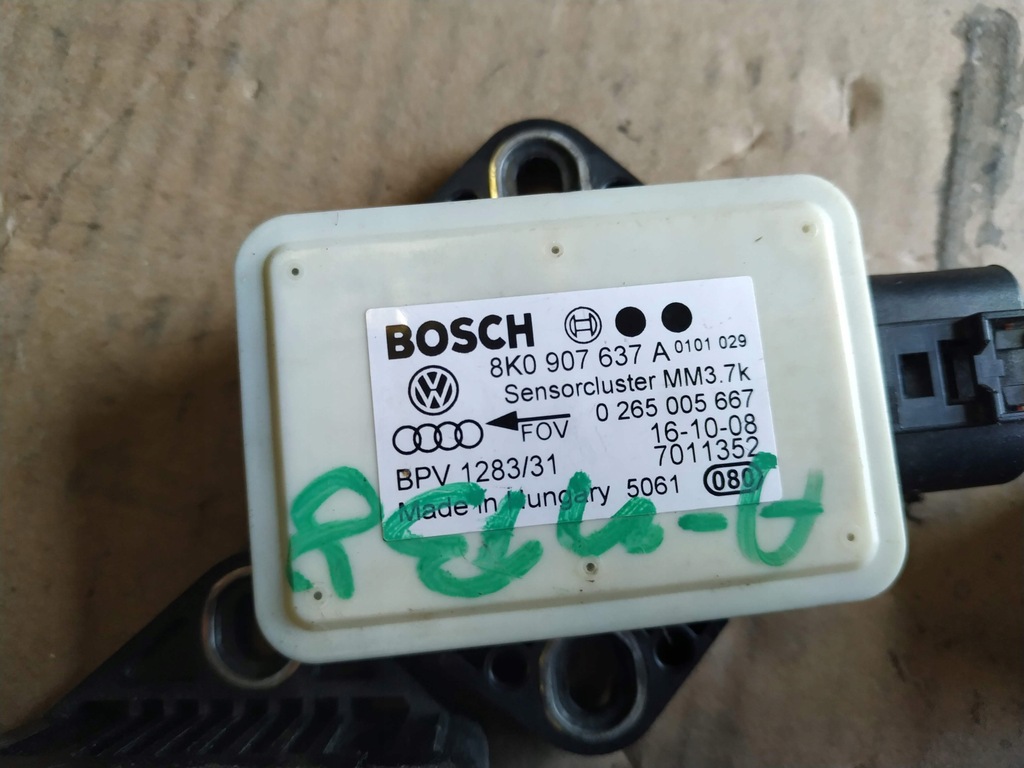 BOSCH
8K0 907 637 A 0101 029
Sensorcluster MM3.7k
0 265 005 667
FOV
16-10-08
7011352
BPV 1283/31
Made in Hungary 5061 080